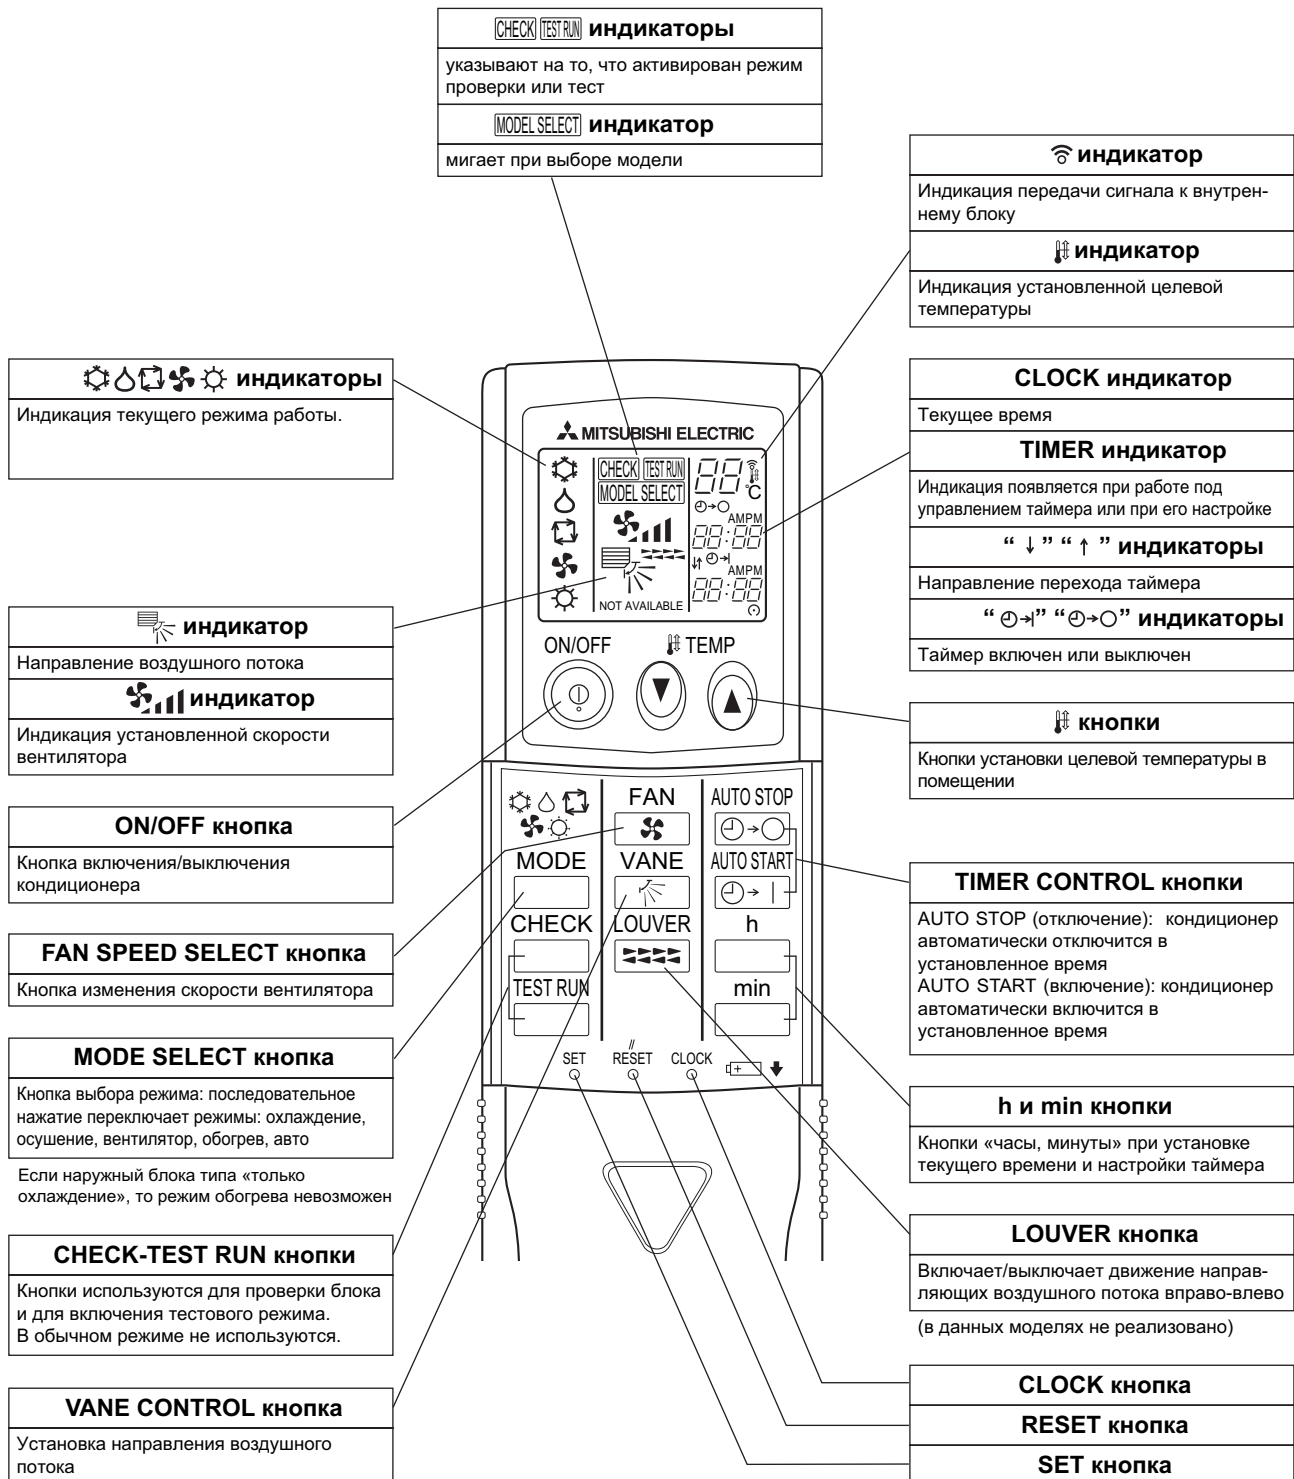 CHECK TEST RUN индикаторы
указывают на то, что активирован режим
проверки или тест
MODEL SELECT индикатор
мигает при выборе модели
индикатор
Индикация передачи сигнала к внутрен-
нему блоку
индикатор
Индикация установленной целевой
температуры
индикаторы
Индикация текущего режима работы.
CLOCK индикатор
Текущее время
TIMER индикатор
Индикация появляется при работе под
управлением таймера или при его настройке
“ ↓ ” “ ↑ ” индикаторы
Направление перехода таймера
“ ” “ ” индикаторы
Таймер включен или выключен
индикатор
Направление воздушного потока
индикатор
Индикация установленной скорости
вентилятора
ON/OFF кнопка
Кнопка включения/выключения
кондиционера
FAN SPEED SELECT кнопка
Кнопка изменения скорости вентилятора
MODE SELECT кнопка
Кнопка выбора режима: последовательное
нажатие переключает режимы: охлаждение,
осушение, вентилятор, обогрев, авто
Если наружный блока типа «только
охлаждение», то режим обогрева невозможен
CHECK-TEST RUN кнопки
Кнопки используются для проверки блока
и для включения тестового режима.
В обычном режиме не используются.
VANE CONTROL кнопка
Установка направления воздушного
потока
MITSUBISHI ELECTRIC
CHECK TEST RUN
MODEL SELECT
88
°C
AMPM
88:88
AMPM
88:88
NOT AVAILABLE
ON/OFF
TEMP
FAN
AUTO STOP
MODE
VANE
AUTO START
CHECK
LOUVER
h
TEST RUN
min
SET
RESET
CLOCK
кнопки
Кнопки установки целевой температуры в
помещении
TIMER CONTROL кнопки
AUTO STOP (отключение): кондиционер
автоматически отключится в
установленное время
AUTO START (включение): кондиционер
автоматически включится в
установленное время
h и min кнопки
Кнопки «часы, минуты» при установке
текущего времени и настройки таймера
LOUVER кнопка
Включает/выключает движение направ-
ляющих воздушного потока вправо-влево
(в данных моделях не реализовано)
CLOCK кнопка
RESET кнопка
SET кнопка